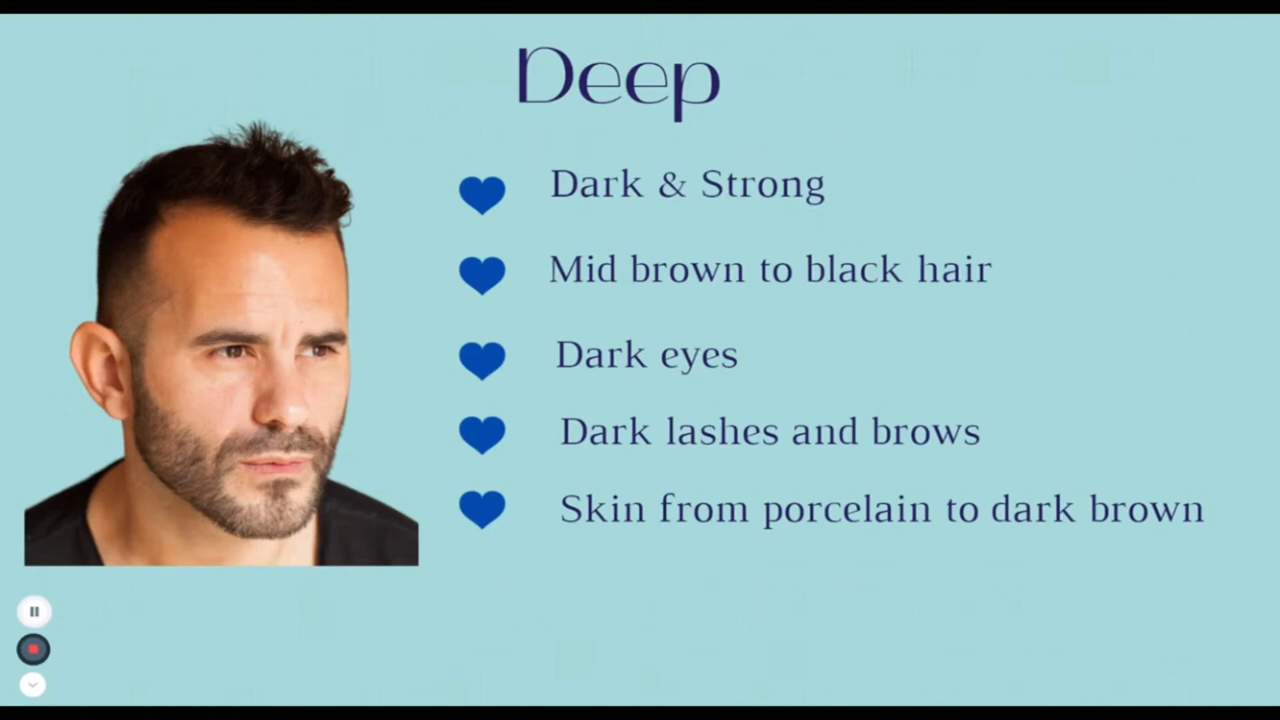 Deep
Dark & Strong
Mid brown to black hair
Dark eyes
Dark lashes and brows
Skin from porcelain to dark brown